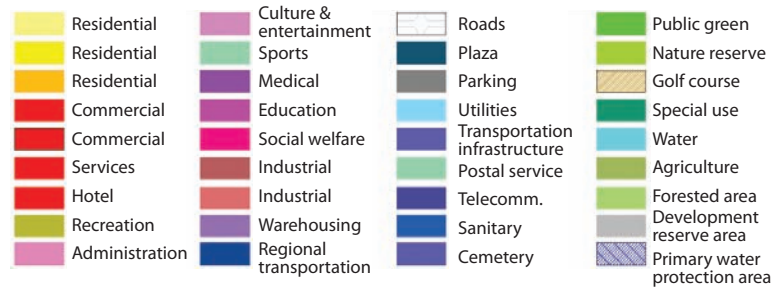 Residential
Residential
Residential
Commercial
Commercial
Services
Hotel
Recreation
Administration
Culture &
entertainment
Sports
Medical
Education
Social welfare
Industrial
Industrial
Warehousing
Regional
transportation
Roads
Plaza
Parking
Utilities
Transportation
infrastructure
Postal service
Telecomm.
Sanitary
Cemetery
Public green
Nature reserve
Golf course
Special use
Water
Agriculture
Forested area
Development
reserve area
Primary water
protection area